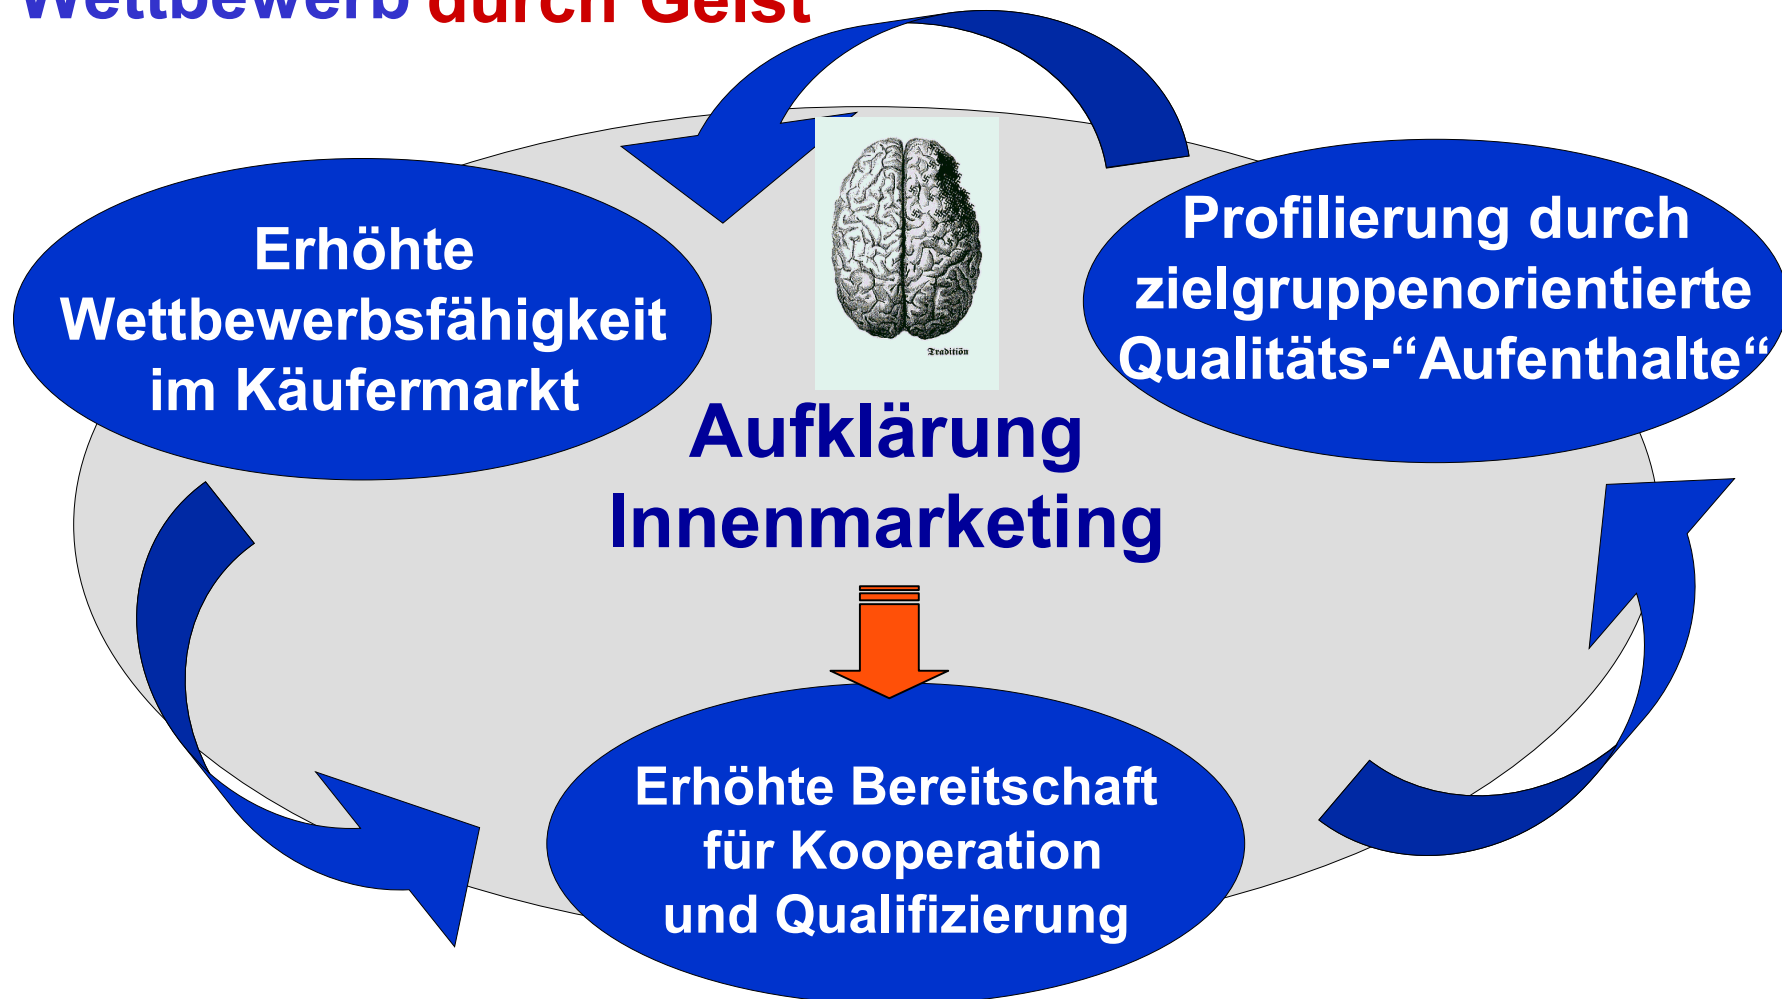 Wettbewerb durch Geist
Erhöhte
Wettbewerbsfähigkeit
im Käufermarkt
Profilierung durch
zielgruppenorientierte
Qualitäts-“Aufenthalte“
Traditiön
Aufklärung
Innenmarketing
Erhöhte Bereitschaft
für Kooperation
und Qualifizierung